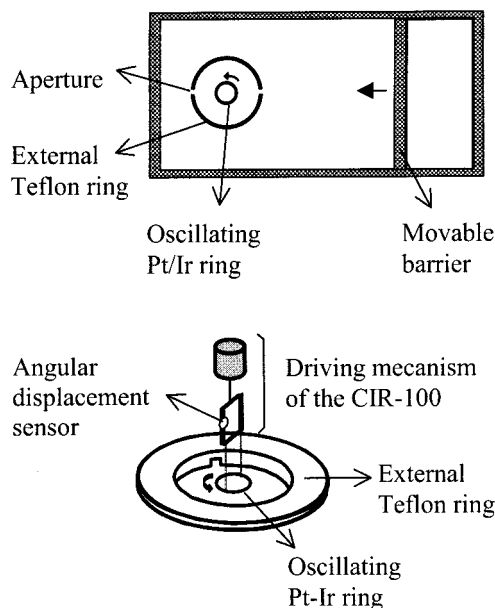 Aperture
External
Teflon ring
Oscillating
Pt/Ir ring
Movable
barrier
Angular
displacement
sensor
Driving mecanism
of the CIR-100
External
Teflon ring
Oscillating
Pt-Ir ring